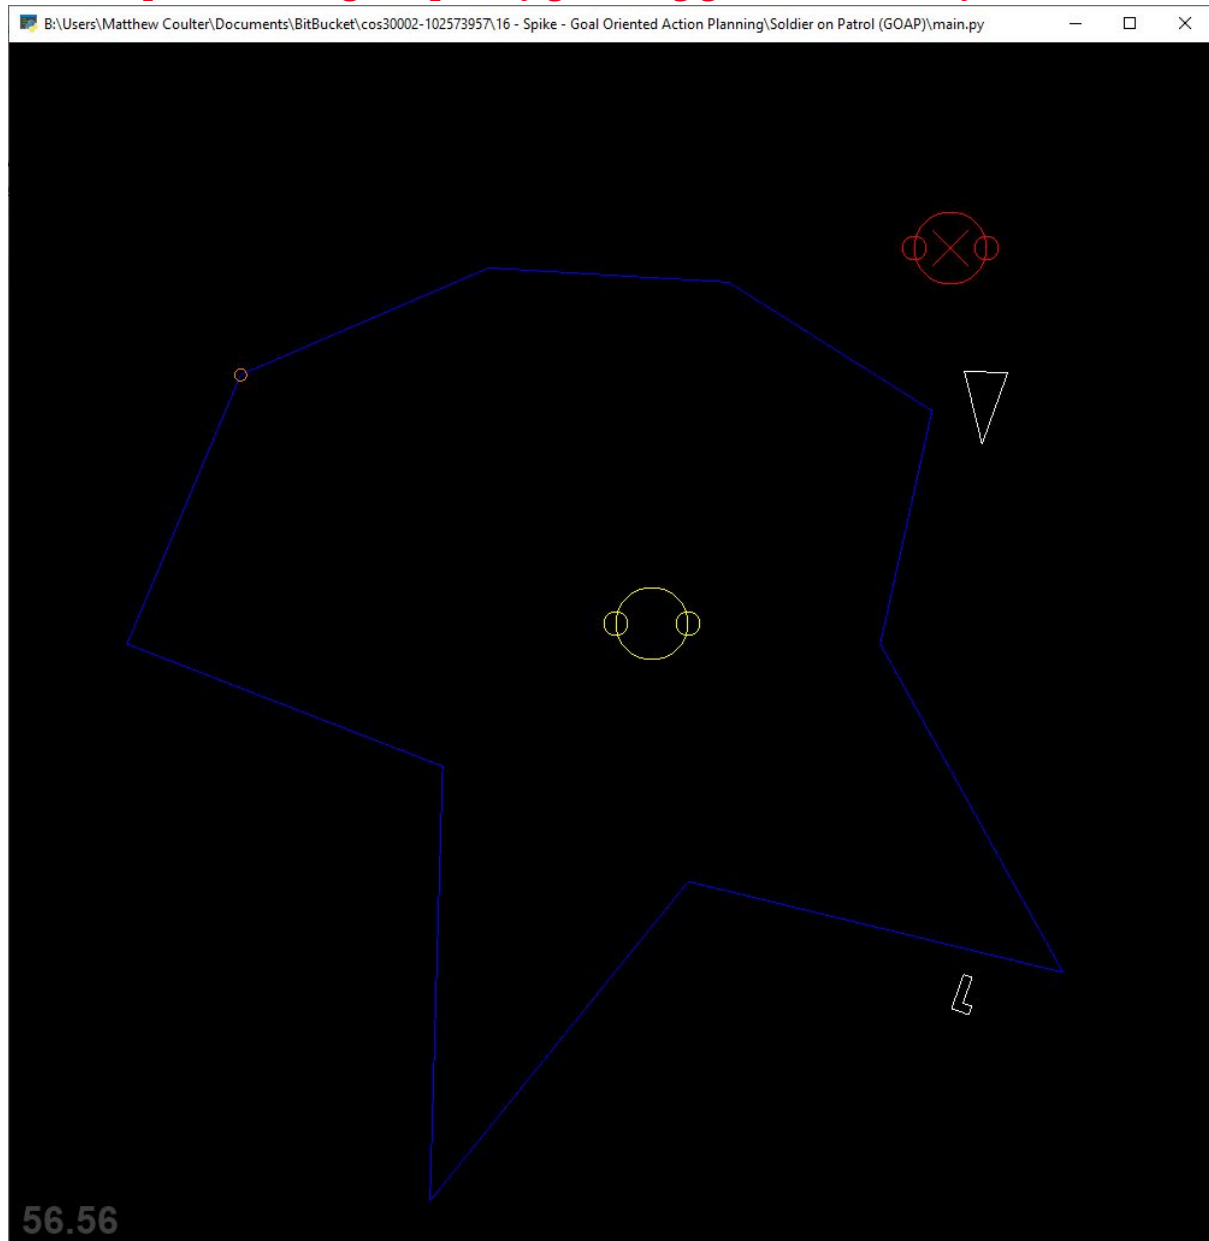 B:\Users\Matthew Coulter\Documents\BitBucket\cos30002-102573957\16 - Spike - Goal Oriented Action Planning\Soldier on Patrol (GOAP)\main.py
56.56